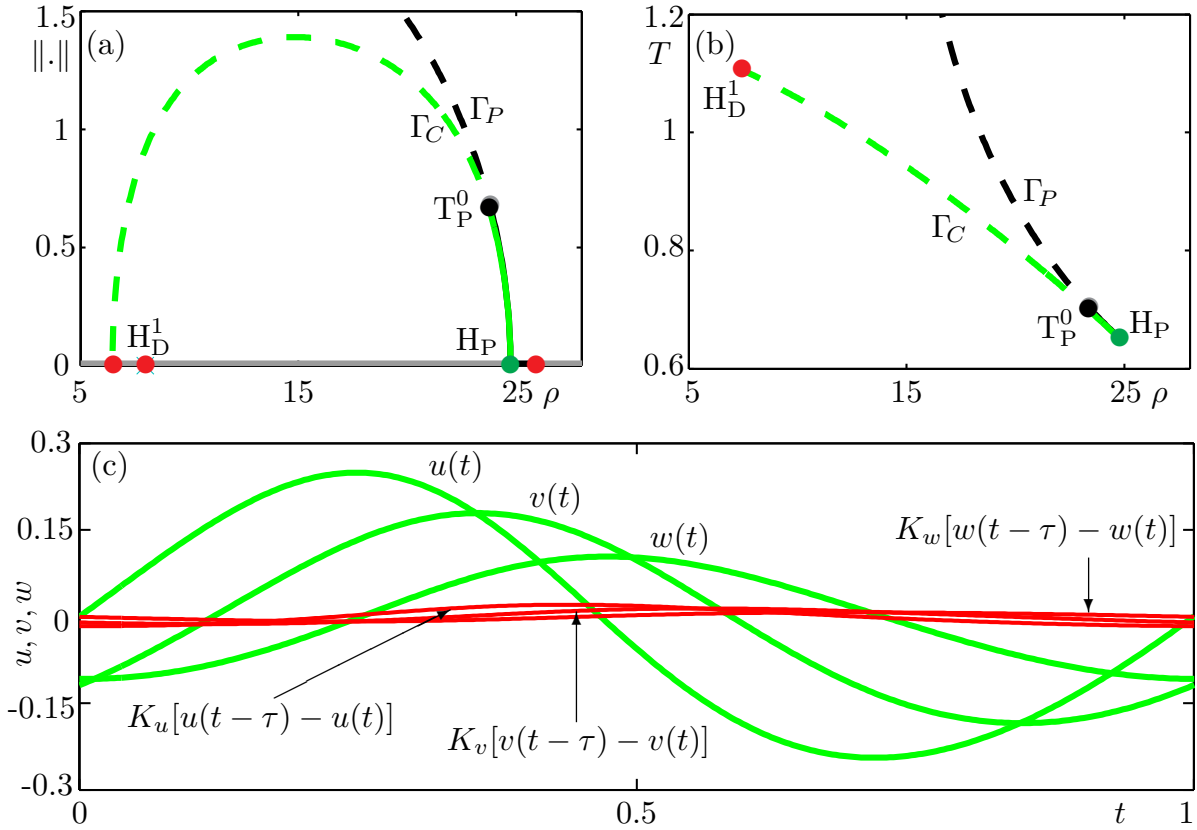 1.5
(a)
‖.‖
1
0.5
0
Γ_C
Γ_P
T_P^0
H_D^1
H_P
5
15
25
ρ
1.2
(b)
T
1.0
0.8
0.6
H_D^1
Γ_P
Γ_C
T_P^0
H_P
5
15
25
ρ
0.3
(c)
0.15
0
-0.15
-0.3
u, v, w
u(t)
v(t)
w(t)
K_w[w(t − τ) − w(t)]
K_u[u(t − τ) − u(t)]
K_v[v(t − τ) − v(t)]
0
0.5
t
1